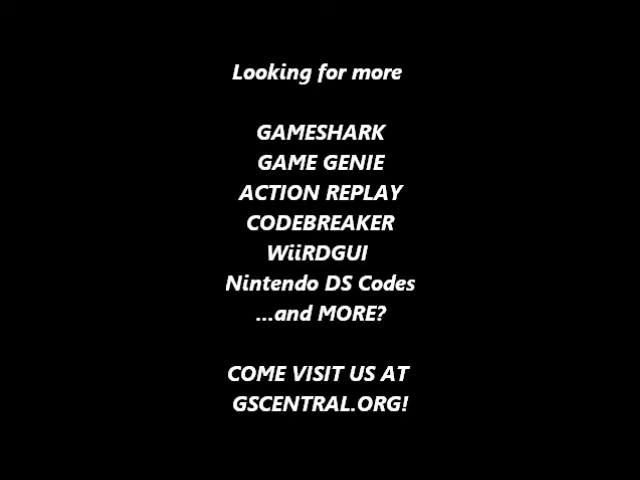 Looking for more
GAMESHARK
GAME GENIE
ACTION REPLAY
CODEBREAKER
WiiRDGUI
Nintendo DS Codes
...and MORE?
COME VISIT US AT
GSCENTRAL.ORG!